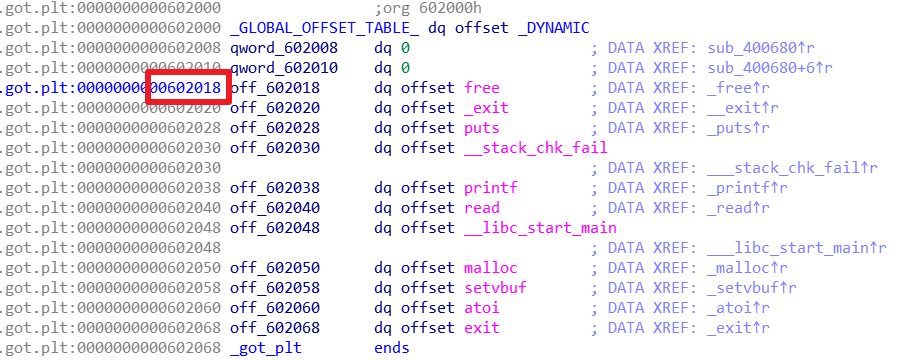 .got.plt:0000000000602000 ;org 602000h
.got.plt:0000000000602000 _GLOBAL_OFFSET_TABLE_ dq offset _DYNAMIC
.got.plt:0000000000602008 qword_602008 dq 0 ; DATA XREF: sub_400680↑r
.got.plt:0000000000602010 qword_602010 dq 0 ; DATA XREF: sub_400680+6↑r
.got.plt:0000000000602018 off_602018 dq offset free ; DATA XREF: _free↑r
.got.plt:0000000000602020 off_602020 dq offset _exit ; DATA XREF: __exit↑r
.got.plt:0000000000602028 off_602028 dq offset puts ; DATA XREF: _puts↑r
.got.plt:0000000000602030 off_602030 dq offset __stack_chk_fail
.got.plt:0000000000602030 ; DATA XREF: ___stack_chk_fail↑r
.got.plt:0000000000602038 off_602038 dq offset printf ; DATA XREF: _printf↑r
.got.plt:0000000000602040 off_602040 dq offset read ; DATA XREF: _read↑r
.got.plt:0000000000602048 off_602048 dq offset __libc_start_main
.got.plt:0000000000602048 ; DATA XREF: ___libc_start_main↑r
.got.plt:0000000000602050 off_602050 dq offset malloc ; DATA XREF: _malloc↑r
.got.plt:0000000000602058 off_602058 dq offset setvbuf ; DATA XREF: _setvbuf↑r
.got.plt:0000000000602060 off_602060 dq offset atoi ; DATA XREF: _atoi↑r
.got.plt:0000000000602068 off_602068 dq offset exit ; DATA XREF: _exit↑r
.got.plt:0000000000602068 _got_plt ends